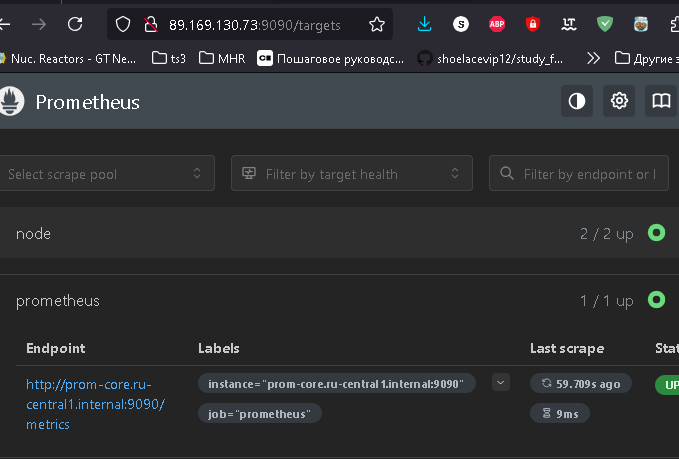 89.169.130.73:9090/targets
S ABP LT
Nuc. Reactors - GT Ne... ts3 MHR Пошаговое руководс... shoelacevip12/study_f... Другие з
Prometheus
Select scrape pool Filter by target health Filter by endpoint or l
node 2 / 2 up
prometheus 1 / 1 up
Endpoint Labels Last scrape Stat
http://prom-core.ru- instance="prom-core.ru-central1.internal:9090" 59.709s ago UP
central1.internal:9090/ job="prometheus" 9ms
metrics